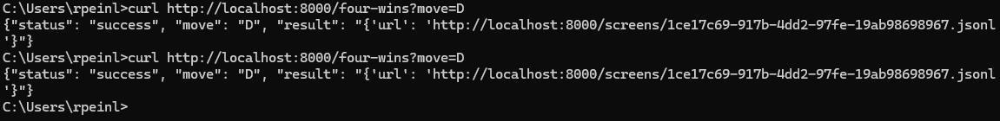 C:\Users\rpeinl>curl http://localhost:8000/four-wins?move=D
{"status": "success", "move": "D", "result": "{'url': 'http://localhost:8000/screens/1ce17c69-917b-4dd2-97fe-19ab98698967.jsonl
'}"}
C:\Users\rpeinl>curl http://localhost:8000/four-wins?move=D
{"status": "success", "move": "D", "result": "{'url': 'http://localhost:8000/screens/1ce17c69-917b-4dd2-97fe-19ab98698967.jsonl
'}"}
C:\Users\rpeinl>